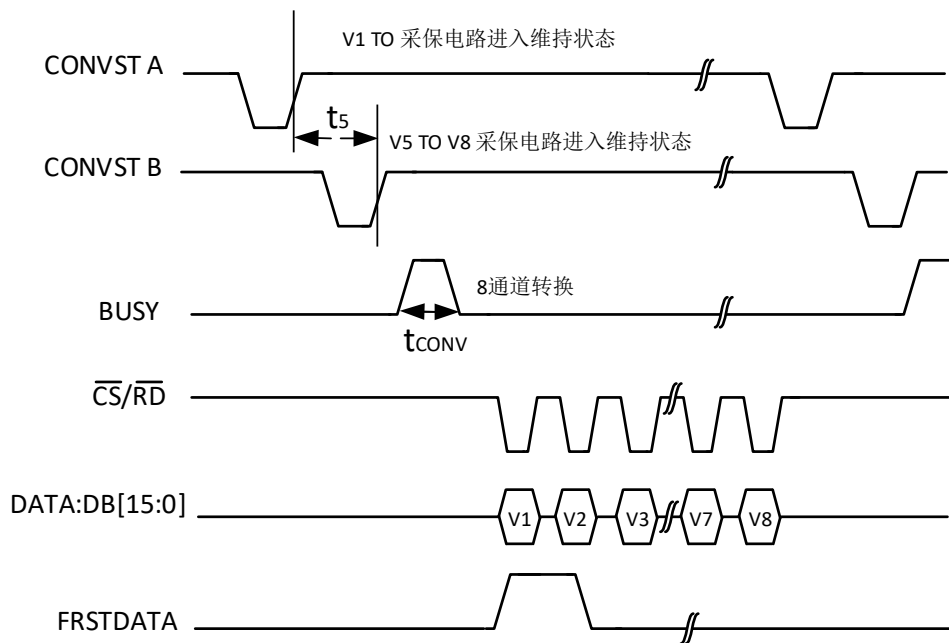 V1 TO 采保电路进入维持状态
CONVST A
t5
V5 TO V8 采保电路进入维持状态
CONVST B
8通道转换
BUSY
tCONV
CS/RD
DATA:DB[15:0]
V1 V2 V3 V7 V8
FRSTDATA